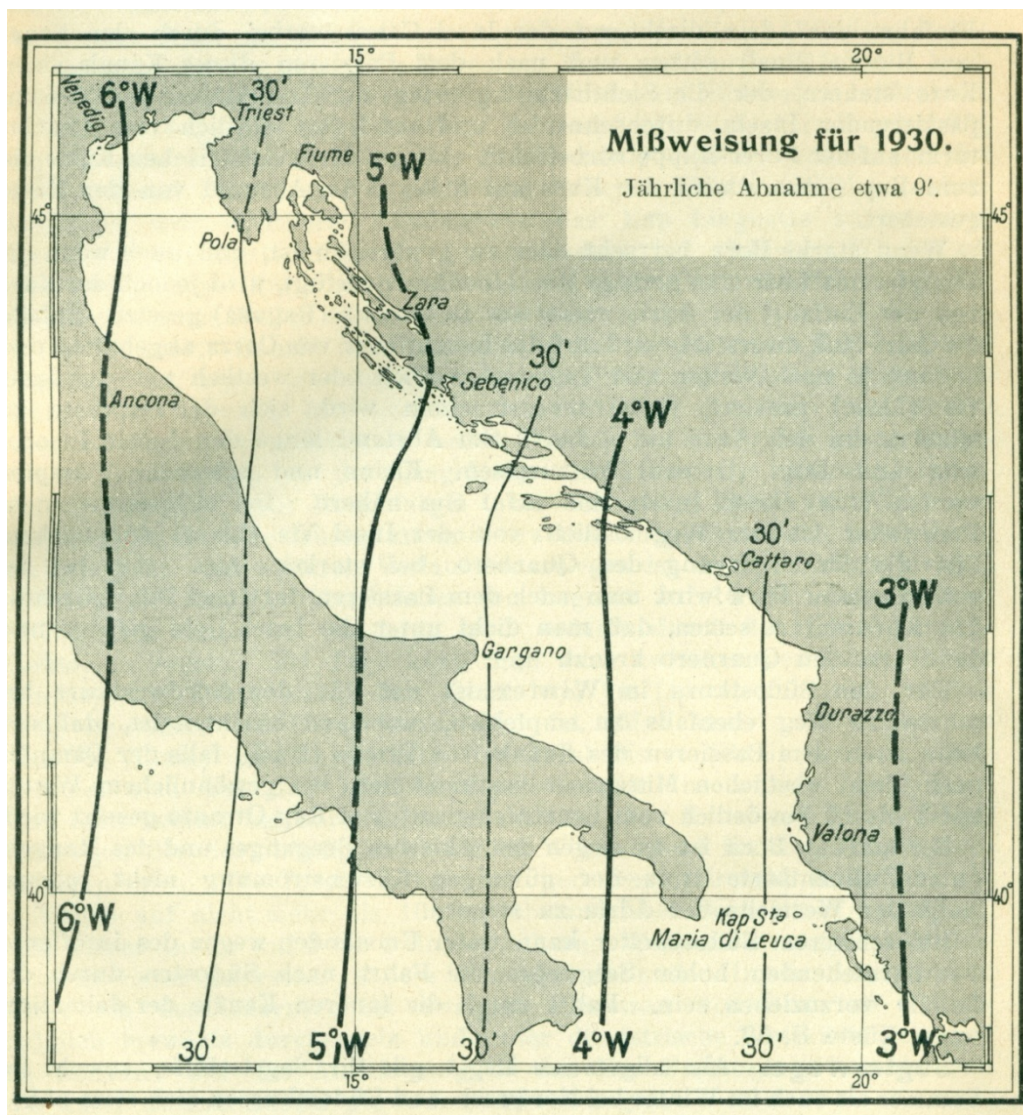 15°
20°
Venedig
6°W
30'
Triest
Fiume
5°W
Mißweisung für 1930.
Jährliche Abnahme etwa 9'.
45°
45°
Pola
Zara
30'
Sebenico
Ancona
4°W
30'
Cattaro
3°W
Gargano
Durazzo
Valona
40°
40°
6°W
Kap Sta
Maria di Leuca
30'
5°W
30'
4°W
30'
3°W
15°
20°